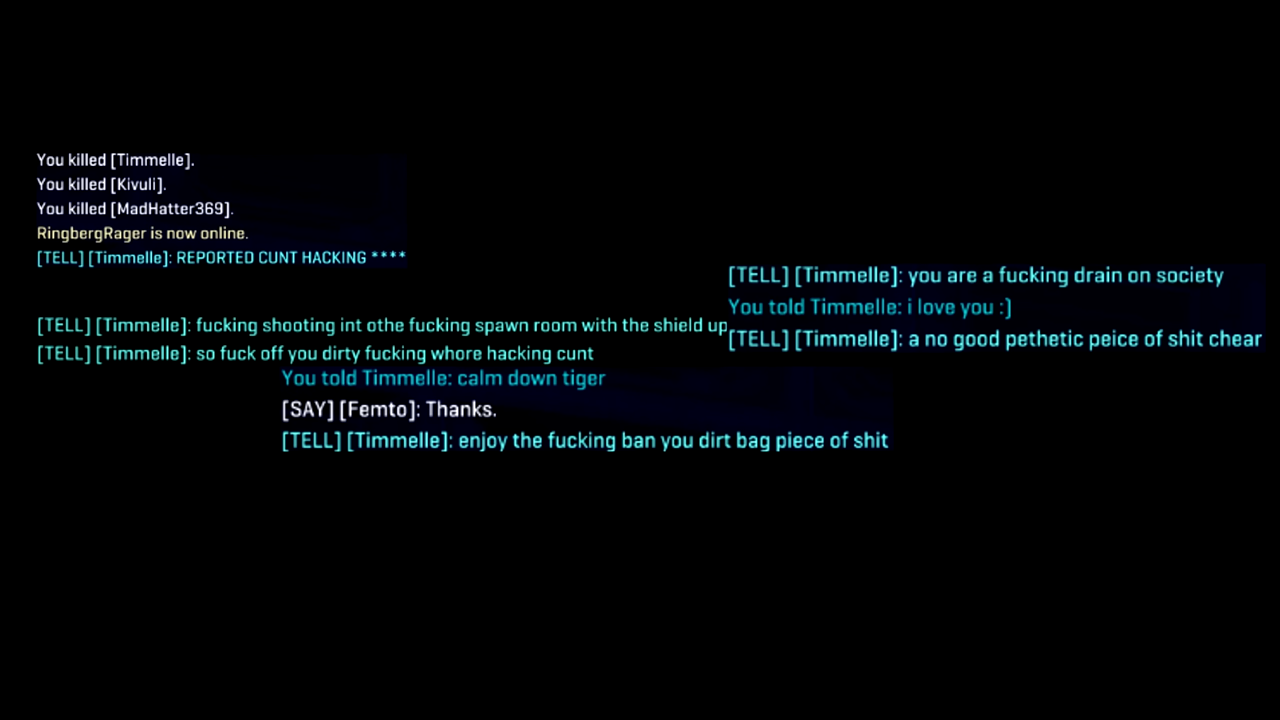 You killed [Timmelle].
You killed [Kivuli].
You killed [MadHatter369].
RingbergRager is now online.
[TELL] [Timmelle]: REPORTED CUNT HACKING ****
[TELL] [Timmelle]: fucking shooting int othe fucking spawn room with the shield up
[TELL] [Timmelle]: so fuck off you dirty fucking whore hacking cunt
You told Timmelle: calm down tiger
[SAY] [Femto]: Thanks.
[TELL] [Timmelle]: enjoy the fucking ban you dirt bag piece of shit
[TELL] [Timmelle]: you are a fucking drain on society
You told Timmelle: i love you :)
[TELL] [Timmelle]: a no good pethetic peice of shit chear